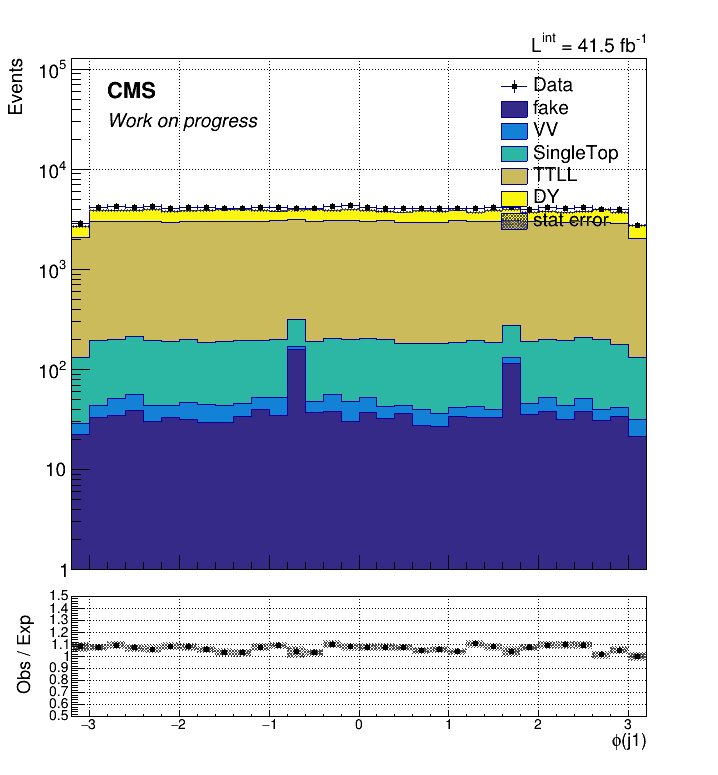 L^int = 41.5 fb^-1
Events
10^5
10^4
10^3
10^2
10
1
CMS
Work on progress
Data
fake
VV
SingleTop
TTLL
DY
stat error
Obs / Exp
1.5
1.4
1.3
1.2
1.1
1
0.9
0.8
0.7
0.6
0.5
−3 −2 −1 0 1 2 3
ϕ(j1)